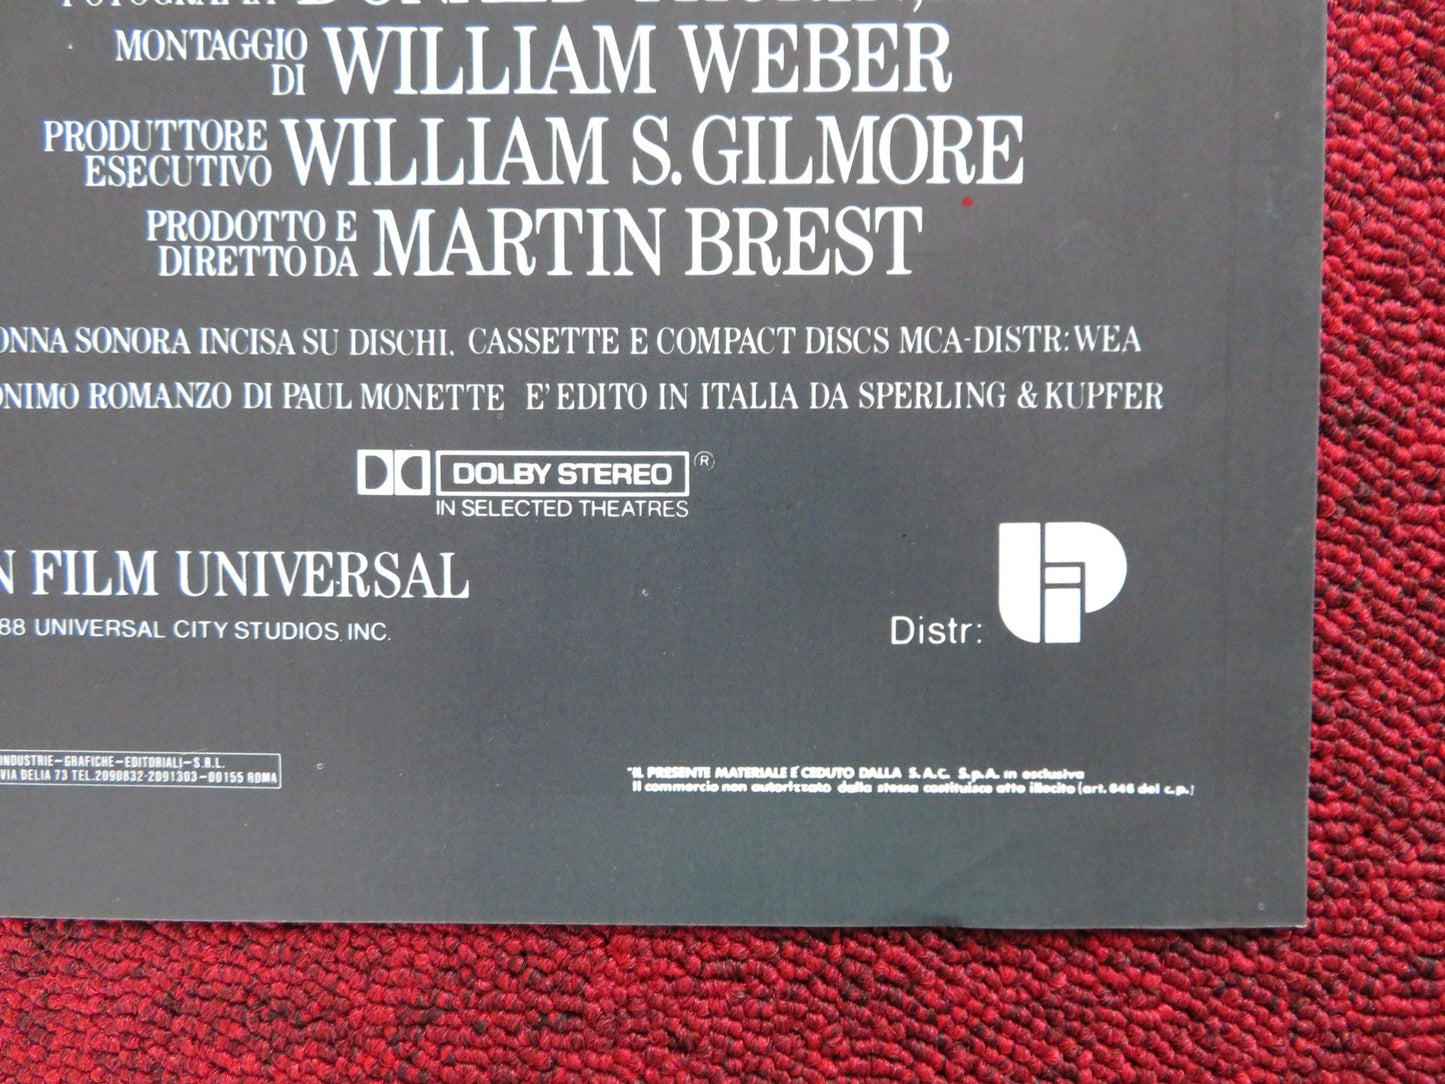 DONALD THORIN,
MONTAGGIO DI WILLIAM WEBER
PRODUTTORE ESECUTIVO WILLIAM S. GILMORE
PRODOTTO E DIRETTO DA MARTIN BREST
ONNA SONORA INCISA SU DISCHI, CASSETTE E COMPACT DISCS MCA-DISTR: WEA
ONIMO ROMANZO DI PAUL MONETTE E' EDITO IN ITALIA DA SPERLING & KUPFER
DOLBY STEREO ®
IN SELECTED THEATRES
N FILM UNIVERSAL
88 UNIVERSAL CITY STUDIOS, INC.
Distr: UIP
INDUSTRIE-GRAFICHE-EDITORIALI-S.R.L.
VIA DELIA 73 TEL.2090832-2091303-00155 ROMA
"IL PRESENTE MATERIALE E' CEDUTO DALLA S.A.C. S.p.A. in esclusiva
Il commercio non autorizzato dalla stessa costituisce atto illecito (art. 646 del c.p.)